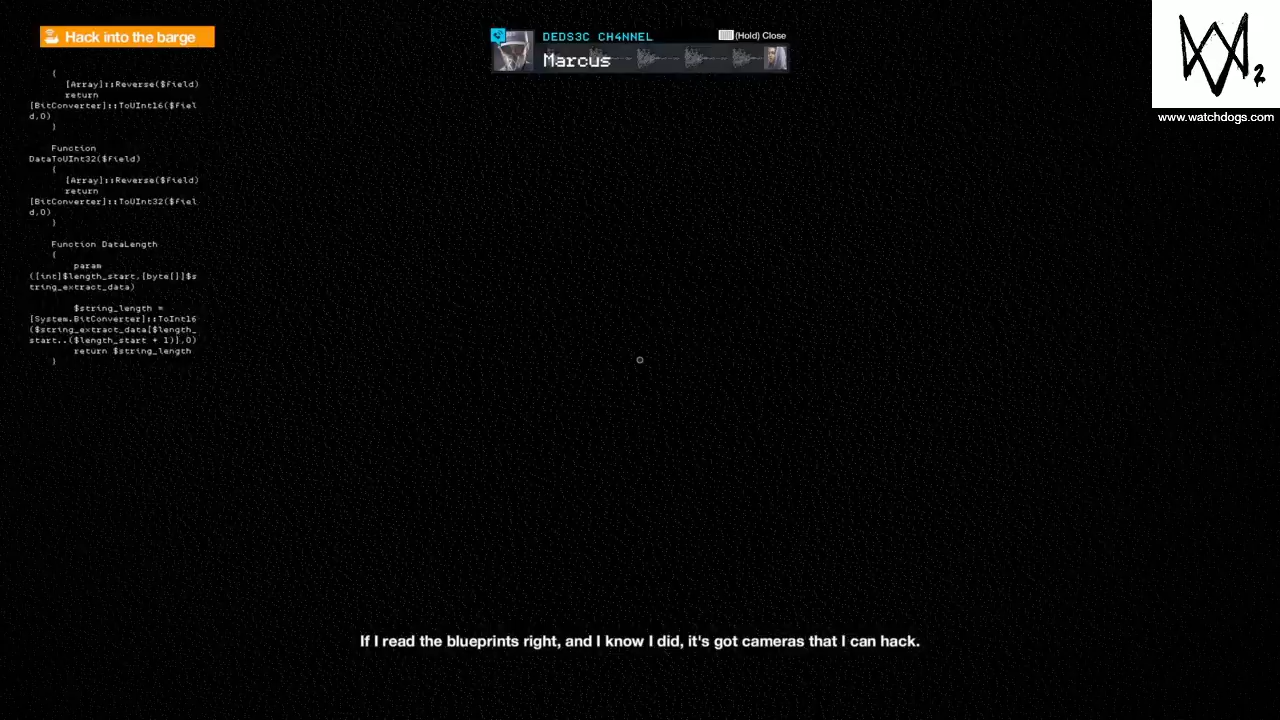 Hack into the barge
DEDS3C CH4NNEL
(Hold) Close
Marcus
2
www.watchdogs.com
{
[Array]::Reverse($field)
return
[BitConverter]::ToUInt16($fiel
d,0)
}
Function
DataToUInt32($field)
{
[Array]::Reverse($field)
return
[BitConverter]::ToUInt32($fiel
d,0)
}
Function DataLength
{
param
([int]$length_start,[byte[]]$s
tring_extract_data)
$string_length =
[System.BitConverter]::ToInt16
($string_extract_data[$length_
start..($length_start + 1)],0)
return $string_length
}
If I read the blueprints right, and I know I did, it's got cameras that I can hack.